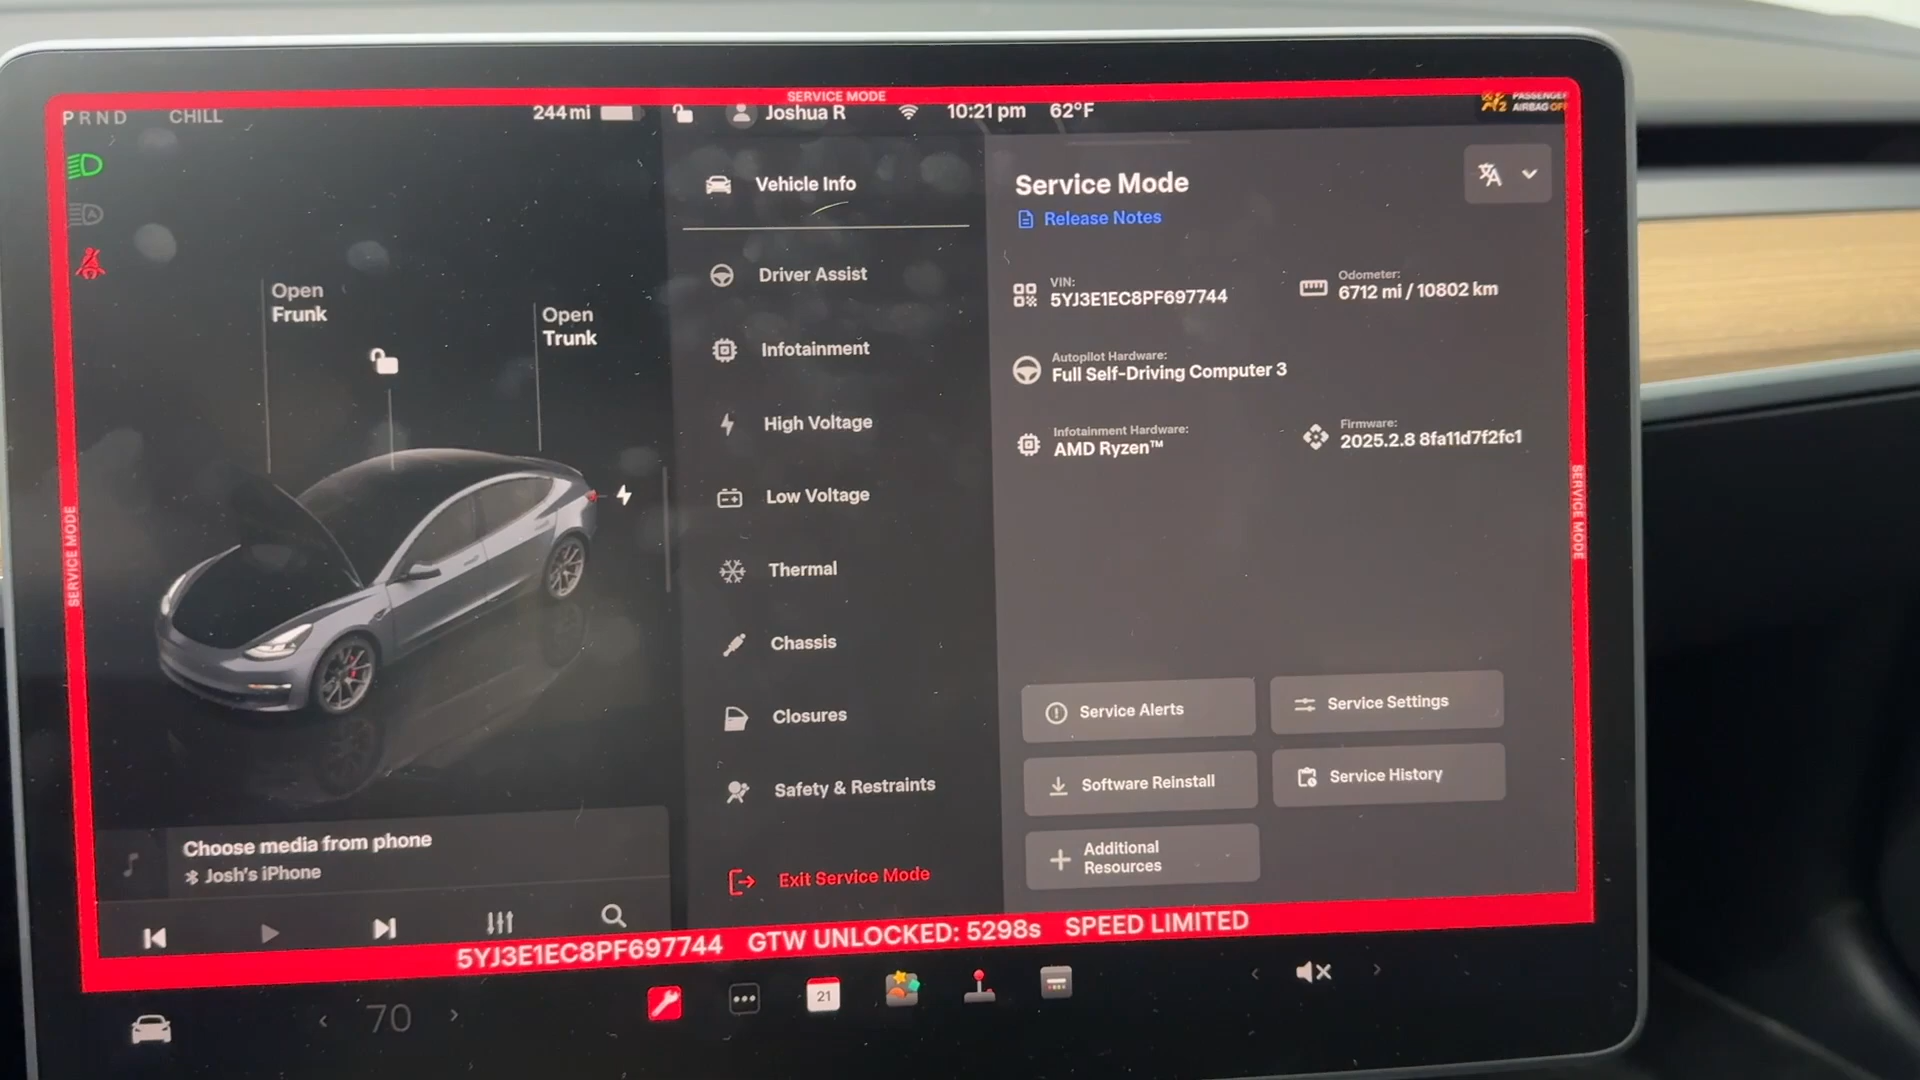 SERVICE MODE
P R N D
CHILL
244 mi
Joshua R
10:21 pm
62°F
PASSENGER
AIRBAG OFF
Open
Frunk
Open
Trunk
Choose media from phone
Josh's iPhone
Vehicle Info
Driver Assist
Infotainment
High Voltage
Low Voltage
Thermal
Chassis
Closures
Safety & Restraints
Exit Service Mode
Service Mode
Release Notes
VIN:
5YJ3E1EC8PF697744
Odometer:
6712 mi / 10802 km
Autopilot Hardware:
Full Self-Driving Computer 3
Infotainment Hardware:
AMD Ryzen™
Firmware:
2025.2.8 8fa11d7f2fc1
Service Alerts
Service Settings
Software Reinstall
Service History
Additional
Resources
SERVICE MODE
SERVICE MODE
5YJ3E1EC8PF697744 GTW UNLOCKED: 5298s SPEED LIMITED
70
21